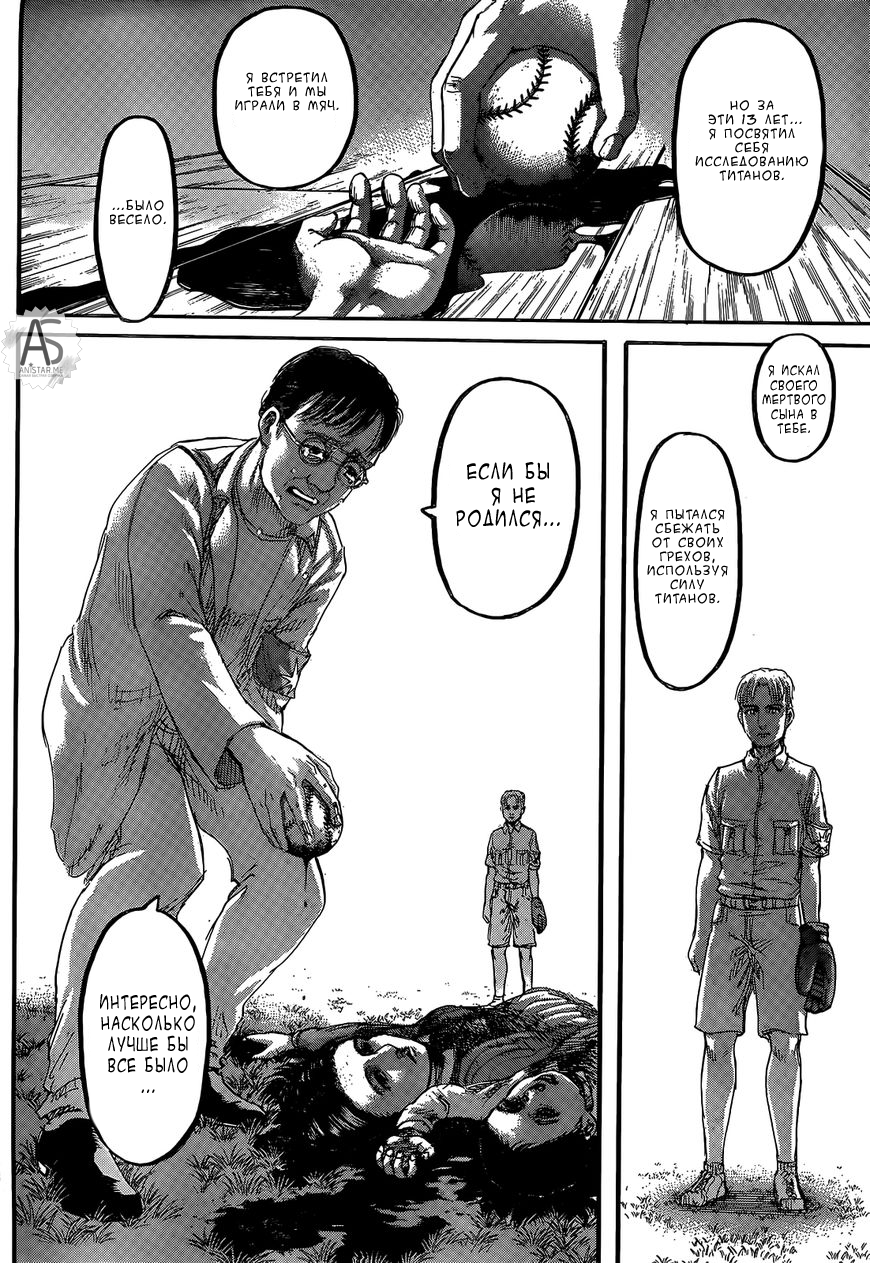 НО ЗА
ЭТИ 13 ЛЕТ...
Я ПОСВЯТИЛ
СЕБЯ
ИССЛЕДОВАНИЮ
ТИТАНОВ.
Я ВСТРЕТИЛ
ТЕБЯ И МЫ
ИГРАЛИ В
МЯЧ.
...БЫЛО
ВЕСЕЛО.
Я ИСКАЛ
СВОЕГО
МЕРТВОГО
СЫНА В
ТЕБЕ.
Я ПЫТАЛСЯ
СБЕЖАТЬ
ОТ СВОИХ
ГРЕХОВ,
ИСПОЛЬЗУЯ
СИЛУ
ТИТАНОВ.
ЕСЛИ БЫ
Я НЕ
РОДИЛСЯ...
ИНТЕРЕСНО,
НАСКОЛЬКО
ЛУЧШЕ БЫ
ВСЕ БЫЛО
...
AS
ANISTAR.ME